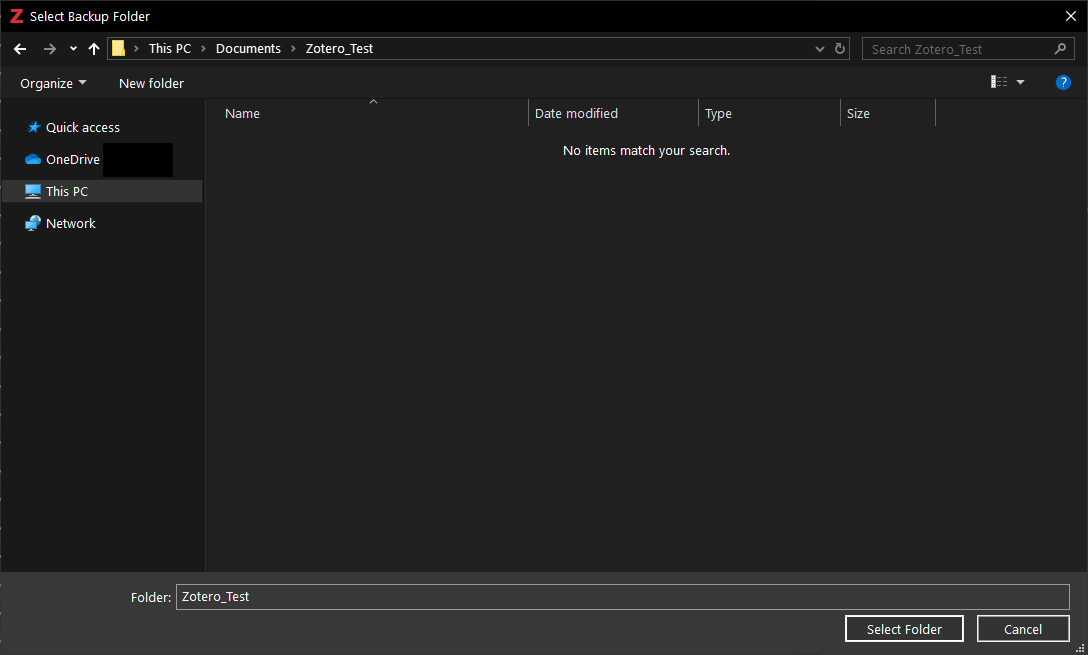 Z Select Backup Folder
This PC > Documents > Zotero_Test
Search Zotero_Test
Organize New folder
?
Name Date modified Type Size
Quick access
No items match your search.
OneDrive
This PC
Network
Folder: Zotero_Test
Select Folder Cancel